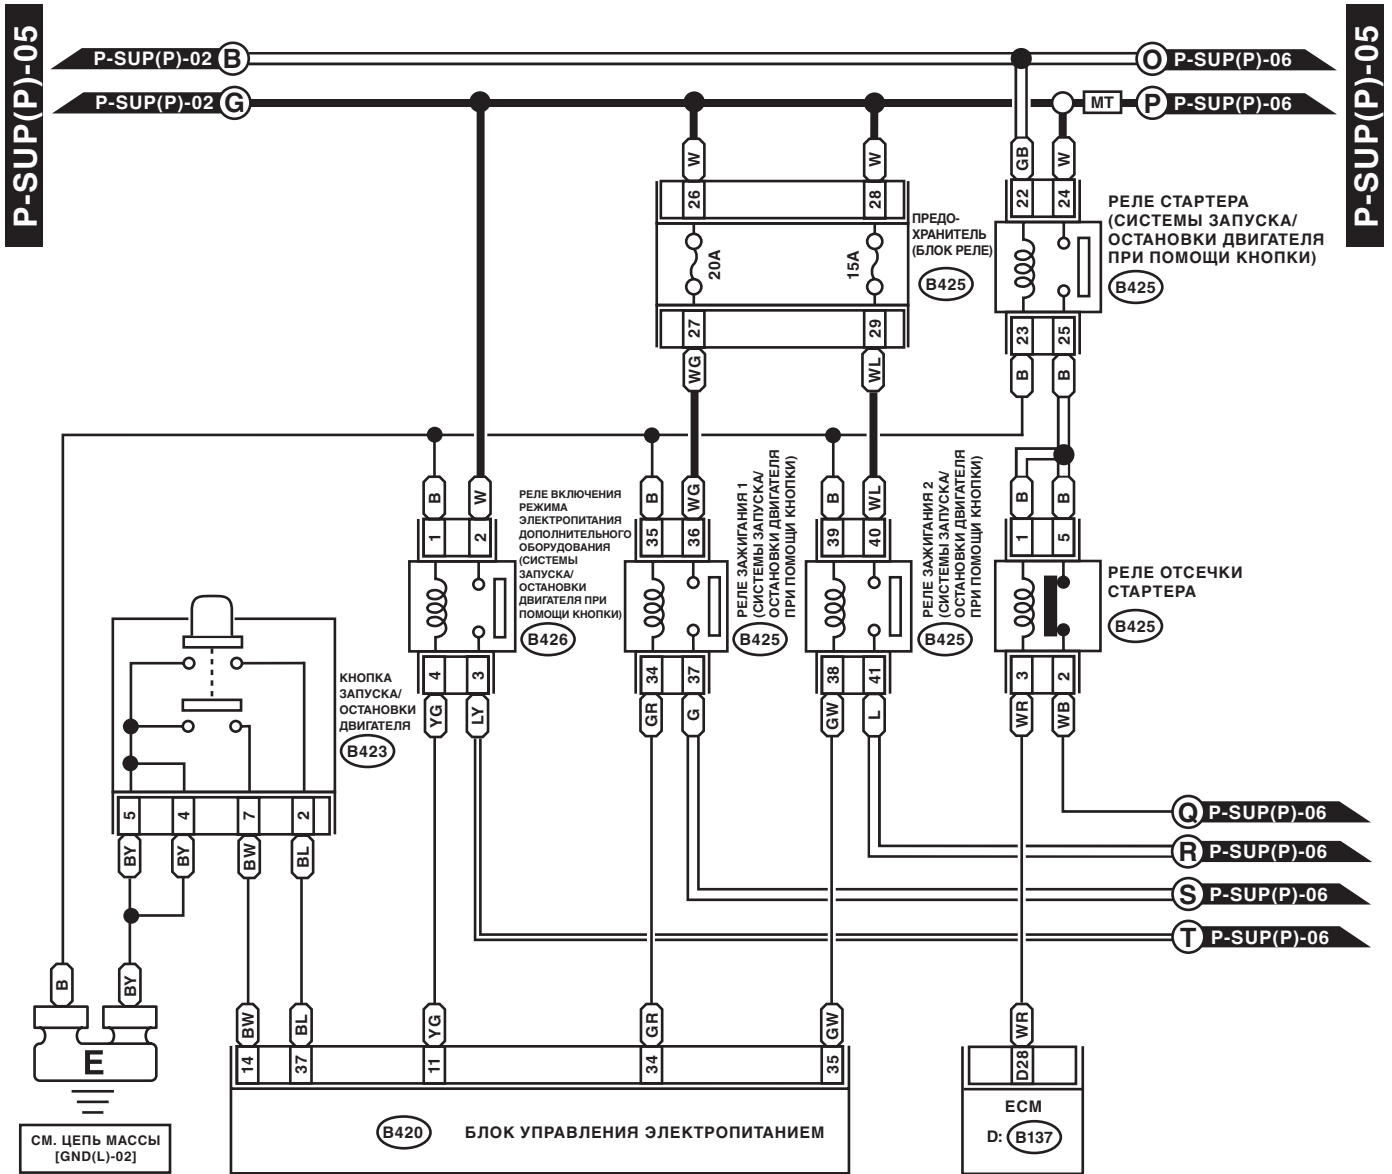 P-SUP(P)-05
P-SUP(P)-05
P-SUP(P)-02 B
O P-SUP(P)-06
P-SUP(P)-02 G
MT
P P-SUP(P)-06
W
W
GB
W
26
28
22
24
20A
15A
ПРЕДО-
ХРАНИТЕЛЬ
(БЛОК РЕЛЕ)
B425
РЕЛЕ СТАРТЕРА
(СИСТЕМЫ ЗАПУСКА/
ОСТАНОВКИ ДВИГАТЕЛЯ
ПРИ ПОМОЩИ КНОПКИ)
B425
27
29
23
25
WG
WL
B
B
B
W
B
WG
B
WL
B
B
1
2
35
36
39
40
1
5
РЕЛЕ ВКЛЮЧЕНИЯ
РЕЖИМА
ЭЛЕКТРОПИТАНИЯ
ДОПОЛНИТЕЛЬНОГО
ОБОРУДОВАНИЯ
(СИСТЕМЫ
ЗАПУСКА/
ОСТАНОВКИ
ДВИГАТЕЛЯ ПРИ
ПОМОЩИ КНОПКИ)
B426
РЕЛЕ ЗАЖИГАНИЯ 1
(СИСТЕМЫ ЗАПУСКА/
ОСТАНОВКИ ДВИГАТЕЛЯ
ПРИ ПОМОЩИ КНОПКИ)
B425
РЕЛЕ ЗАЖИГАНИЯ 2
(СИСТЕМЫ ЗАПУСКА/
ОСТАНОВКИ ДВИГАТЕЛЯ
ПРИ ПОМОЩИ КНОПКИ)
B425
РЕЛЕ ОТСЕЧКИ
СТАРТЕРА
B425
4
3
34
37
38
41
3
2
YG
LY
GR
G
GW
L
WR
WB
КНОПКА
ЗАПУСКА/
ОСТАНОВКИ
ДВИГАТЕЛЯ
B423
5
4
7
2
BY
BY
BW
BL
Q P-SUP(P)-06
R P-SUP(P)-06
S P-SUP(P)-06
T P-SUP(P)-06
B
BY
BW
BL
YG
GR
GW
WR
14
37
11
34
35
D28
E
B420
БЛОК УПРАВЛЕНИЯ ЭЛЕКТРОПИТАНИЕМ
ECM
D: B137
СМ. ЦЕПЬ МАССЫ
[GND(L)-02]